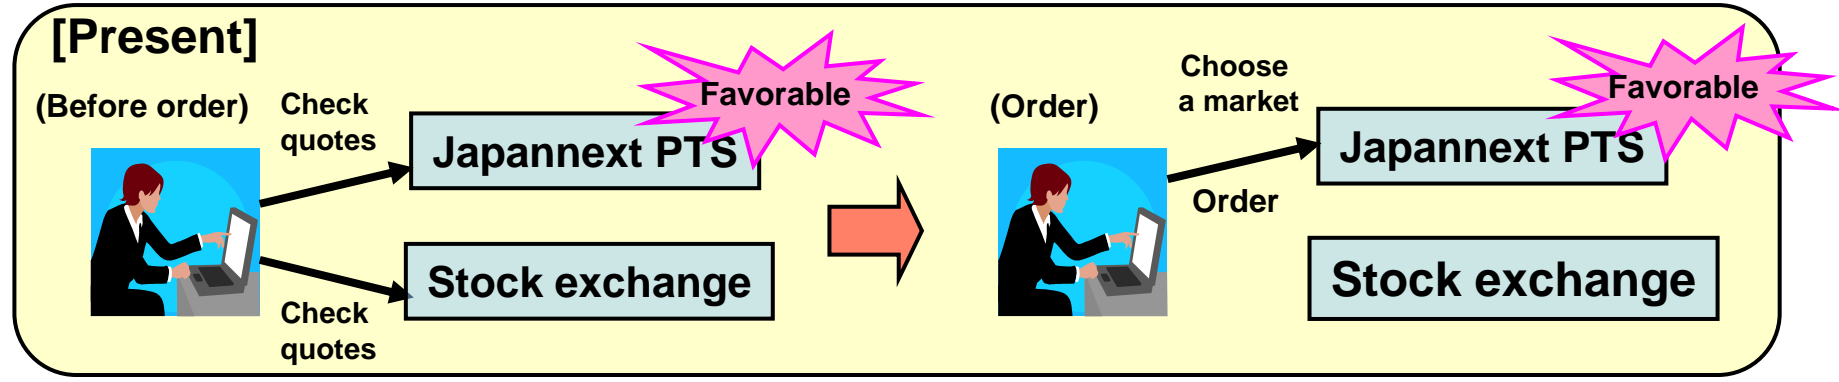 [Present]
(Before order)
Check
quotes
Japannext PTS
Favorable
Stock exchange
Check
quotes
(Order)
Choose
a market
Order
Japannext PTS
Favorable
Stock exchange